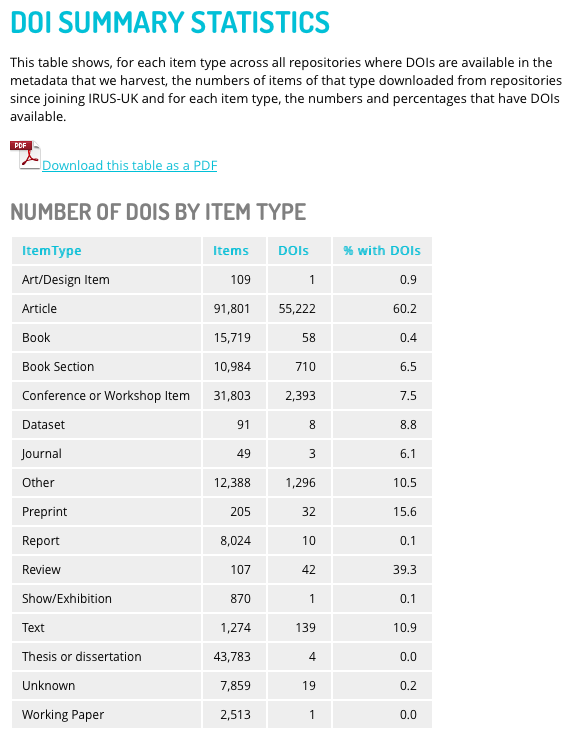 DOI SUMMARY STATISTICS
This table shows, for each item type across all repositories where DOIs are available in the
metadata that we harvest, the numbers of items of that type downloaded from repositories
since joining IRUS-UK and for each item type, the numbers and percentages that have DOIs
available.
PDF
Download this table as a PDF
NUMBER OF DOIS BY ITEM TYPE
ItemType Items DOIs % with DOIs
Art/Design Item 109 1 0.9
Article 91,801 55,222 60.2
Book 15,719 58 0.4
Book Section 10,984 710 6.5
Conference or Workshop Item 31,803 2,393 7.5
Dataset 91 8 8.8
Journal 49 3 6.1
Other 12,388 1,296 10.5
Preprint 205 32 15.6
Report 8,024 10 0.1
Review 107 42 39.3
Show/Exhibition 870 1 0.1
Text 1,274 139 10.9
Thesis or dissertation 43,783 4 0.0
Unknown 7,859 19 0.2
Working Paper 2,513 1 0.0